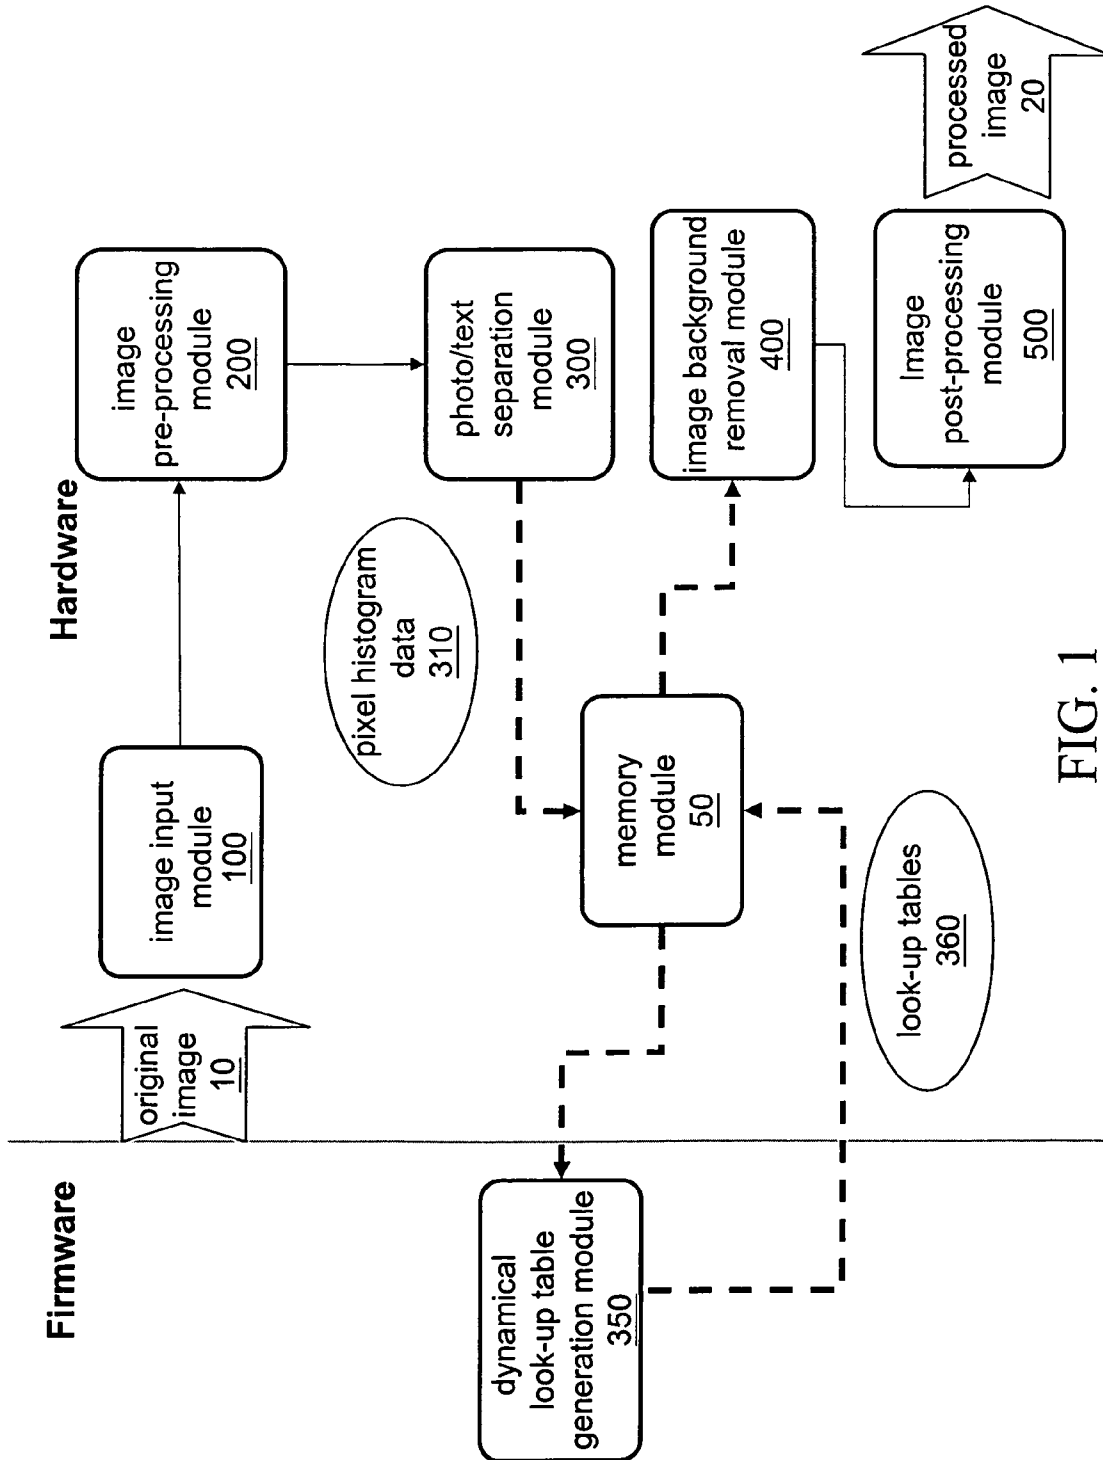 Firmware
Hardware
original
image
10
image input
module
100
image
pre-processing
module
200
pixel histogram
data
310
photo/text
separation
module
300
dynamical
look-up table
generation module
350
memory
module
50
image background
removal module
400
look-up tables
360
Image
post-processing
module
500
processed
image
20
FIG. 1